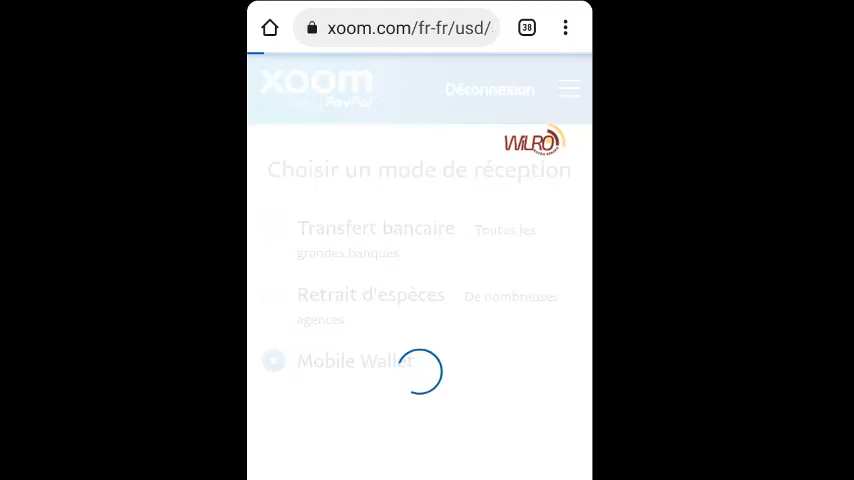 xoom.com/fr-fr/usd/
38
xoom
Déconnexion
PayPal
WILRO
Choisir un mode de réception
Transfert bancaire Toutes les
grandes banques
Retrait d'espèces De nombreuses
agences
Mobile Wallet